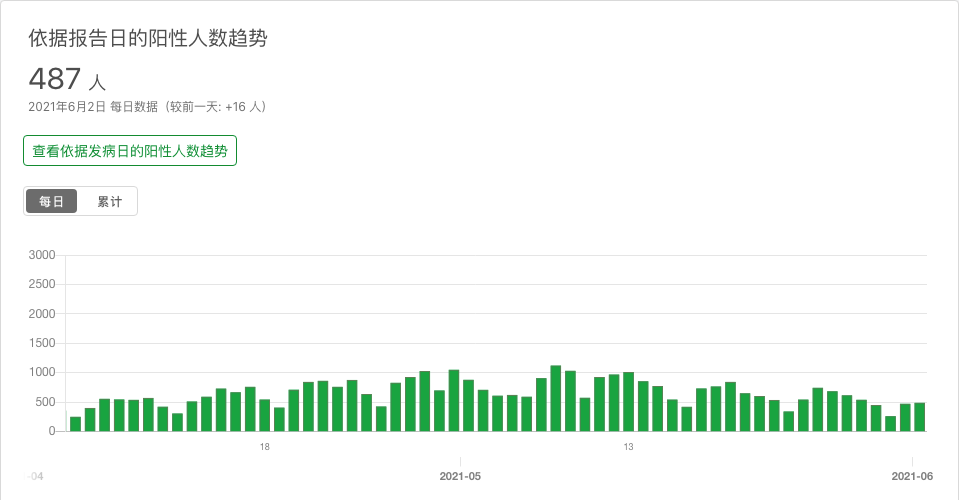 依据报告日的阳性人数趋势
487 人
2021年6月2日 每日数据（较前一天: +16 人）
查看依据发病日的阳性人数趋势
每日 累计
3000
2500
2000
1500
1000
500
0
18 13
-04 2021-05 2021-06